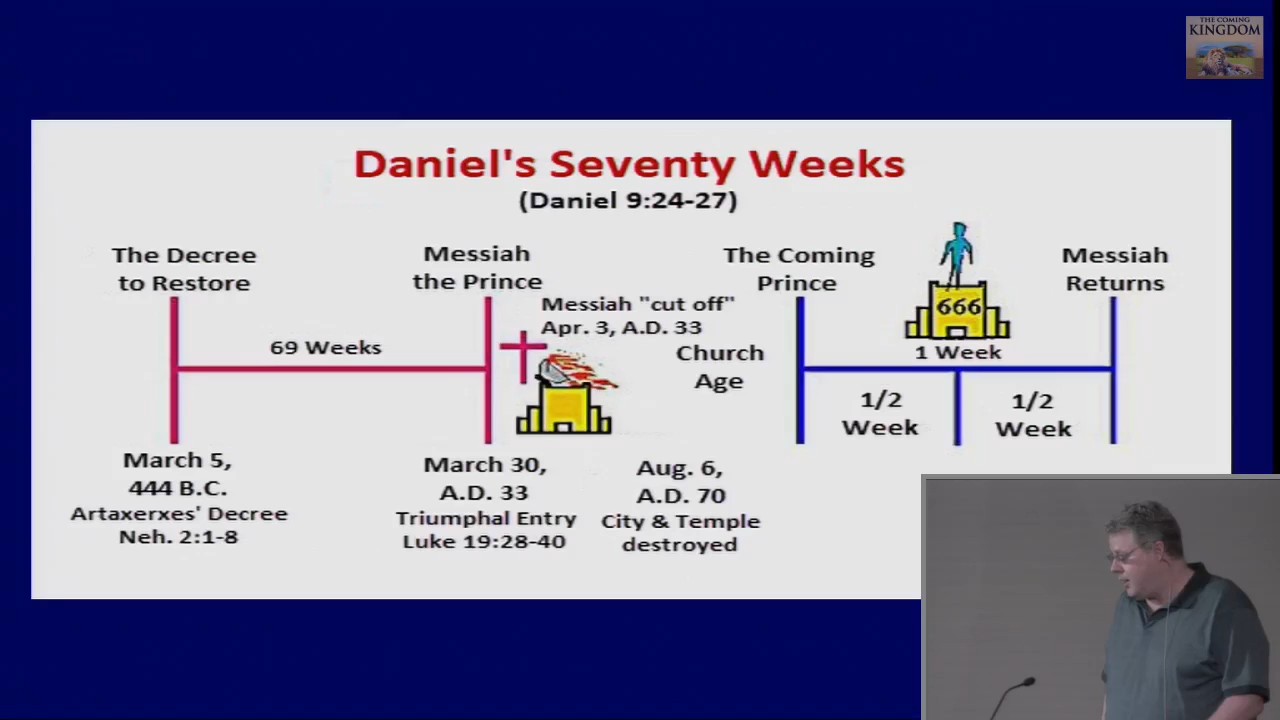 THE COMING
KINGDOM
Daniel's Seventy Weeks
(Daniel 9:24-27)
The Decree
to Restore
Messiah
the Prince
Messiah "cut off"
Apr. 3, A.D. 33
The Coming
Prince
Messiah
Returns
666
69 Weeks
Church
Age
1 Week
1/2
Week
1/2
Week
March 5,
444 B.C.
Artaxerxes' Decree
Neh. 2:1-8
March 30,
A.D. 33
Triumphal Entry
Luke 19:28-40
Aug. 6,
A.D. 70
City & Temple
destroyed